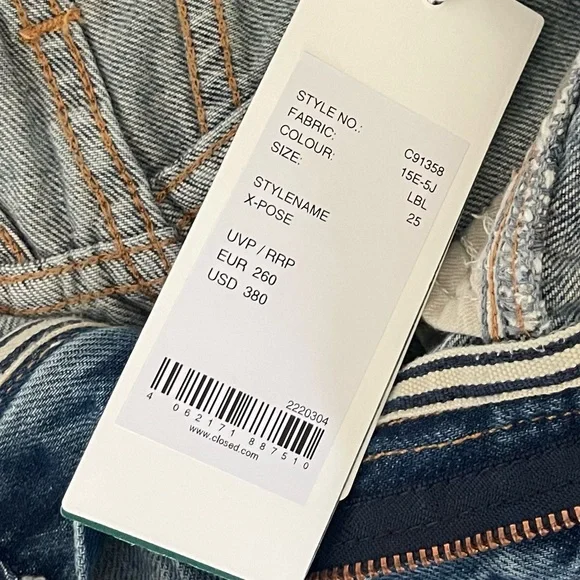 STYLE NO.: C91358
FABRIC: 15E-5J
COLOUR: LBL
SIZE: 25
STYLENAME
X-POSE
UVP / RRP
EUR 260
USD 380
2220304
4 062171 887510
www.closed.com